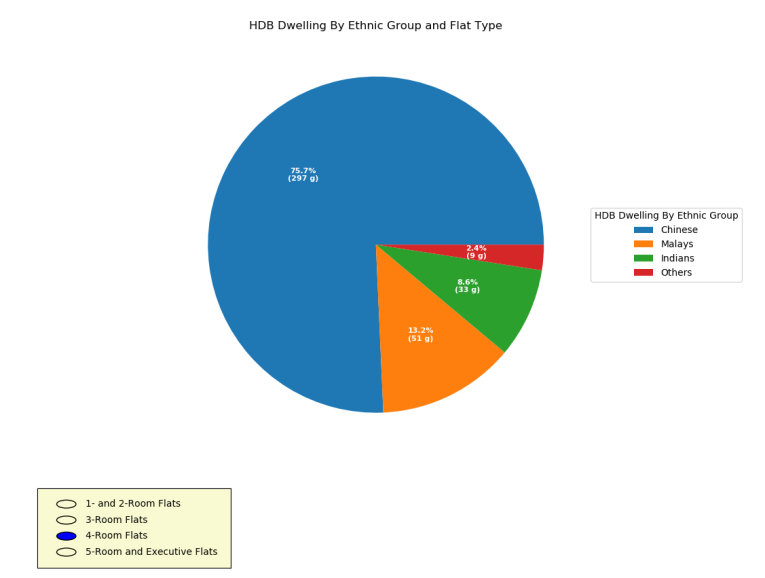 HDB Dwelling By Ethnic Group and Flat Type
75.7%
(297 g)
HDB Dwelling By Ethnic Group
Chinese
Malays
Indians
Others
2.4%
(9 g)
8.6%
(33 g)
13.2%
(51 g)
1- and 2-Room Flats
3-Room Flats
4-Room Flats
5-Room and Executive Flats